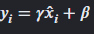 yᵢ = γx̂ᵢ + β